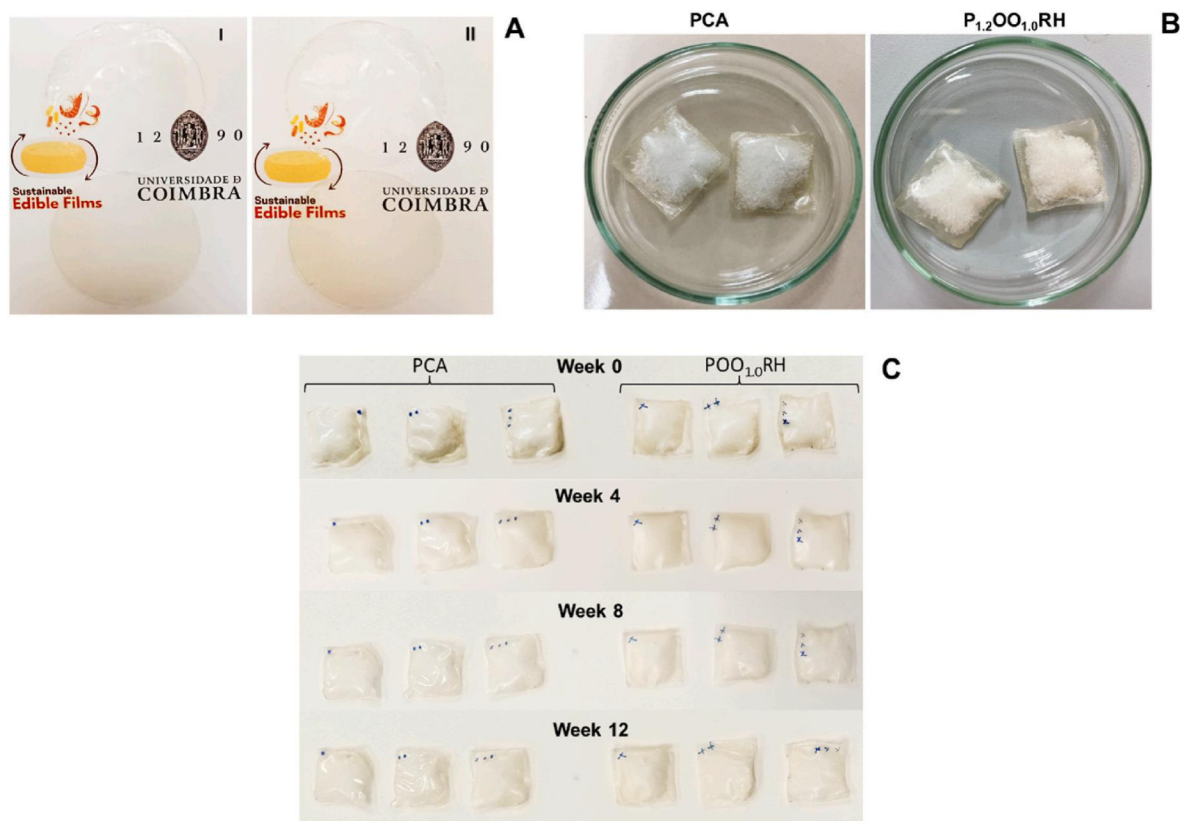 I
II
A
1 2 9 0
1 2 9 0
Sustainable
Edible Films
UNIVERSIDADE Ð
COIMBRA
Sustainable
Edible Films
UNIVERSIDADE Ð
COIMBRA
PCA
P1.2OO1.0RH
B
PCA
Week 0
POO1.0RH
C
Week 4
Week 8
Week 12